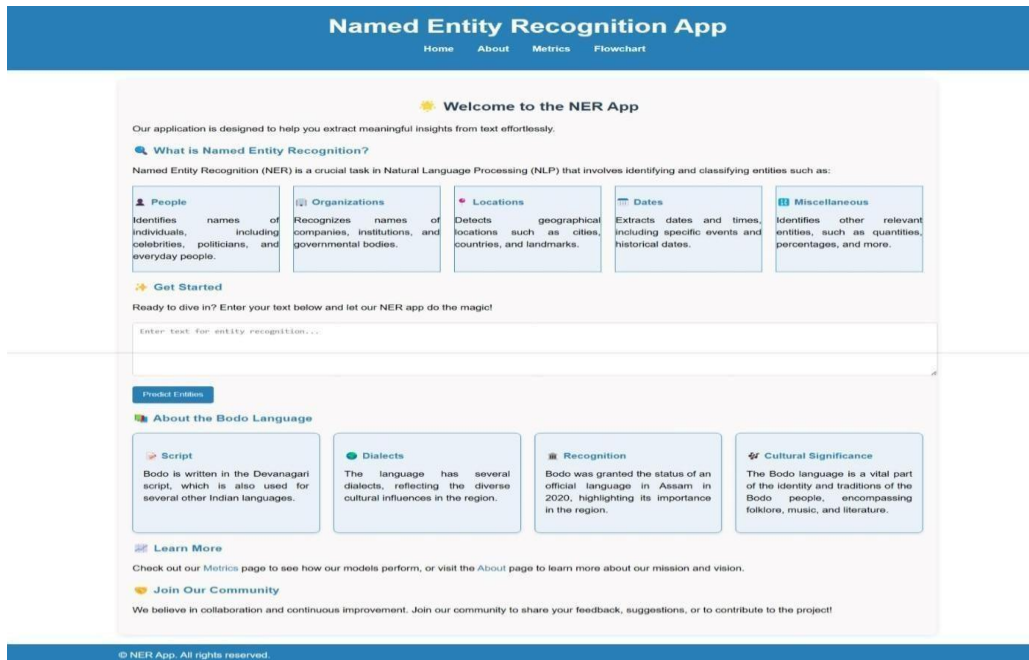 Named Entity Recognition App
Home About Metrics Flowchart
Welcome to the NER App
Our application is designed to help you extract meaningful insights from text effortlessly.
What is Named Entity Recognition?
Named Entity Recognition (NER) is a crucial task in Natural Language Processing (NLP) that involves identifying and classifying entities such as:
People
Identifies names of
individuals, including
celebrities, politicians, and
everyday people.
Organizations
Recognizes names of
companies, institutions, and
governmental bodies.
Locations
Detects geographical
locations such as cities,
countries, and landmarks.
Dates
Extracts dates and times,
including specific events and
historical dates.
Miscellaneous
Identifies other relevant
entities, such as quantities,
percentages, and more.
Get Started
Ready to dive in? Enter your text below and let our NER app do the magic!
Enter text for entity recognition...
Predict Entities
About the Bodo Language
Script
Bodo is written in the Devanagari
script, which is also used for
several other Indian languages.
Dialects
The language has several
dialects, reflecting the diverse
cultural influences in the region.
Recognition
Bodo was granted the status of an
official language in Assam in
2020, highlighting its importance
in the region.
Cultural Significance
The Bodo language is a vital part
of the identity and traditions of the
Bodo people, encompassing
folklore, music, and literature.
Learn More
Check out our Metrics page to see how our models perform, or visit the About page to learn more about our mission and vision.
Join Our Community
We believe in collaboration and continuous improvement. Join our community to share your feedback, suggestions, or to contribute to the project!
© NER App. All rights reserved.